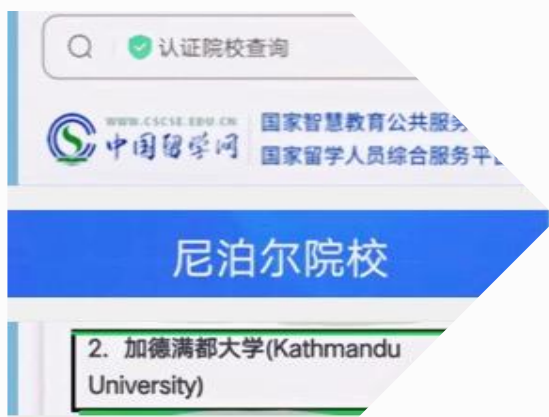 认证院校查询
WWW.CSCSE.EDU.CN
中国留学网
国家智慧教育公共服务
国家留学人员综合服务平
尼泊尔院校
2. 加德满都大学(Kathmandu
University)